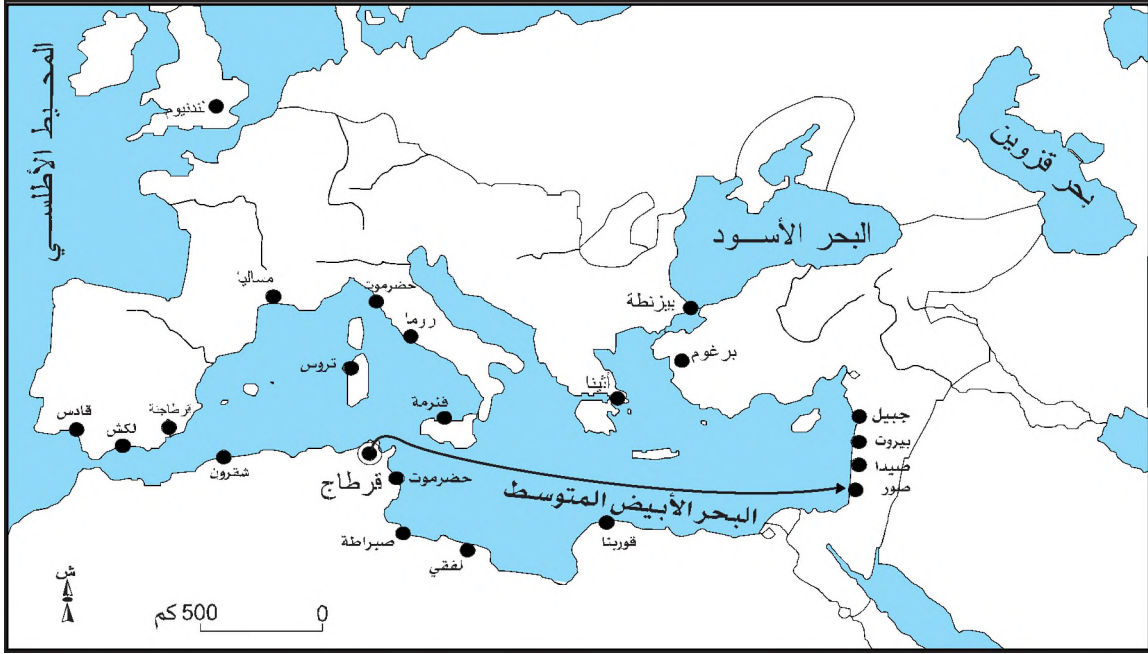 المحيط الأطلسي
لندنيوم
بحر قزوين
البحر الأسود
بيزنطة
برغوم
مساليا
حضرموت
روما
تروس
أثينا
فنرمة
قادس
لكش
قرطاجنة
شقرون
قرطاج
حضرموت
البحر الأبيض المتوسط
جبيل
بيروت
صيدا
صور
صبراطة
لفقي
قورينا
ش
500 كم
0